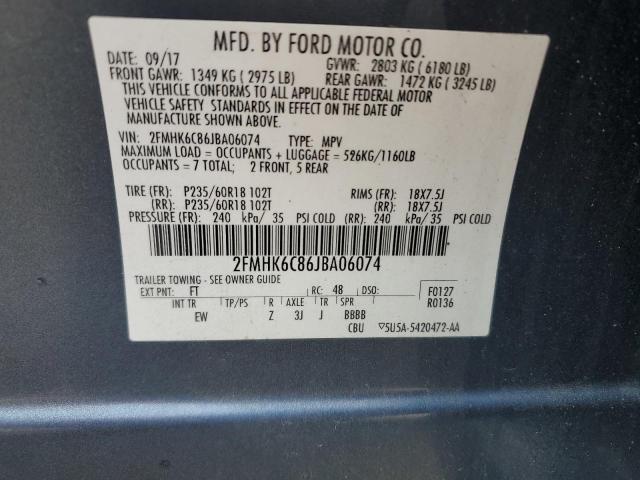 MFD. BY FORD MOTOR CO.
DATE: 09/17 GVWR: 2803 KG ( 6180 LB)
FRONT GAWR: 1349 KG ( 2975 LB) REAR GAWR: 1472 KG ( 3245 LB)
THIS VEHICLE CONFORMS TO ALL APPLICABLE FEDERAL MOTOR
VEHICLE SAFETY STANDARDS IN EFFECT ON THE DATE OF
MANUFACTURE SHOWN ABOVE.
VIN: 2FMHK6C86JBA06074 TYPE: MPV
MAXIMUM LOAD = OCCUPANTS + LUGGAGE = 526KG/1160LB
OCCUPANTS = 7 TOTAL; 2 FRONT, 5 REAR
TIRE (FR): P235/60R18 102T RIMS (FR): 18X7.5J
(RR): P235/60R18 102T (RR): 18X7.5J
PRESSURE (FR): 240 kPa/ 35 PSI COLD (RR): 240 kPa/ 35 PSI COLD
2FMHK6C86JBA06074
TRAILER TOWING - SEE OWNER GUIDE
EXT PNT: FT RC: 48 DSO: F0127
R0136
INT TR TP/PS R AXLE TR SPR
EW Z 3J J BBBB
CBU ▽5U5A-5420472-AA